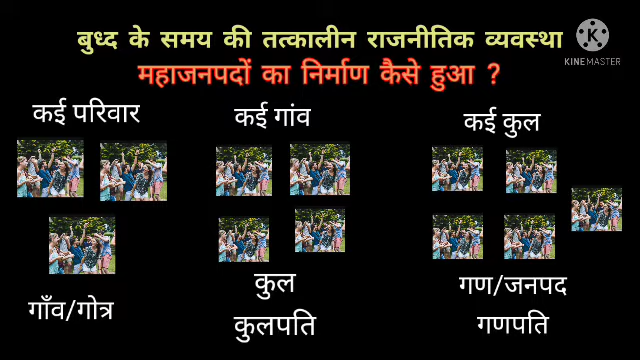 बुध्द के समय की तत्कालीन राजनीतिक व्यवस्था
महाजनपदों का निर्माण कैसे हुआ ?
KINEMASTER
कई परिवार
कई गांव
कई कुल
गाँव/गोत्र
कुल
कुलपति
गण/जनपद
गणपति